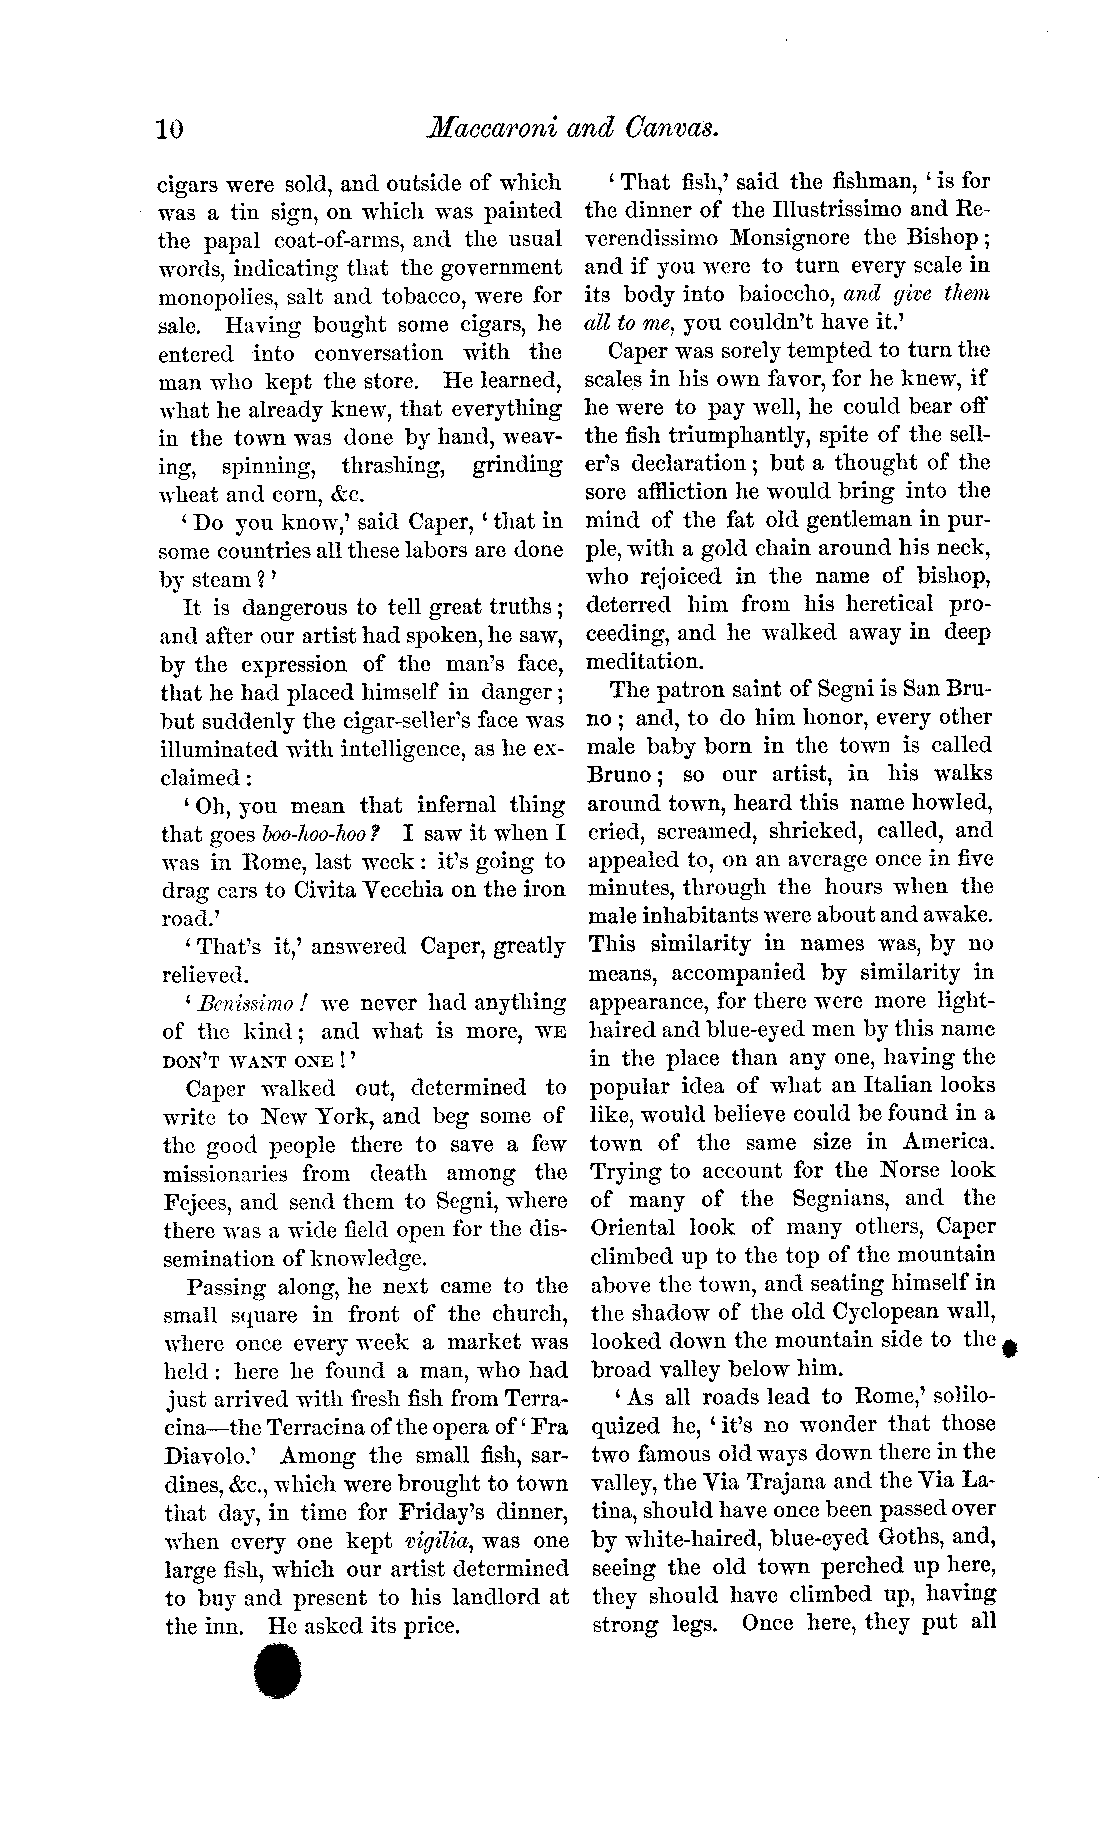 10
Maccaroni and Canvas.
cigars were sold, and outside of which
was a tin sign, on which was painted
the papal coat-of-arms, and the usual
words, indicating that the government
monopolies, salt and tobacco, were for
sale. Having bought some cigars, he
entered into conversation with the
man who kept the store. He learned,
what he already knew, that everything
in the town was done by hand, weav-
ing, spinning, thrashing, grinding
wheat and corn, &c.
‘Do you know,’ said Caper, ‘that in
some countries all these labors are done
by steam?’
It is dangerous to tell great truths;
and after our artist had spoken, he saw,
by the expression of the man's face,
that he had placed himself in danger;
but suddenly the cigar-seller's face was
illuminated with intelligence, as he ex-
claimed:
‘Oh, you mean that infernal thing
that goes boo-hoo-hoo? I saw it when I
was in Rome, last week: it's going to
drag cars to Civita Vecchia on the iron
road.’
‘That's it,’ answered Caper, greatly
relieved.
‘Benissimo! we never had anything
of the kind; and what is more, WE
DON'T WANT ONE!’
Caper walked out, determined to
write to New York, and beg some of
the good people there to save a few
missionaries from death among the
Fejees, and send them to Segni, where
there was a wide field open for the dis-
semination of knowledge.
Passing along, he next came to the
small square in front of the church,
where once every week a market was
held: here he found a man, who had
just arrived with fresh fish from Terra-
cina—the Terracina of the opera of ‘Fra
Diavolo.’ Among the small fish, sar-
dines, &c., which were brought to town
that day, in time for Friday's dinner,
when every one kept vigilia, was one
large fish, which our artist determined
to buy and present to his landlord at
the inn. He asked its price.
‘That fish,’ said the fishman, ‘is for
the dinner of the Illustrissimo and Re-
verendissimo Monsignore the Bishop;
and if you were to turn every scale in
its body into baioccho, and give them
all to me, you couldn't have it.’
Caper was sorely tempted to turn the
scales in his own favor, for he knew, if
he were to pay well, he could bear off
the fish triumphantly, spite of the sell-
er's declaration; but a thought of the
sore affliction he would bring into the
mind of the fat old gentleman in pur-
ple, with a gold chain around his neck,
who rejoiced in the name of bishop,
deterred him from his heretical pro-
ceeding, and he walked away in deep
meditation.
The patron saint of Segni is San Bru-
no; and, to do him honor, every other
male baby born in the town is called
Bruno; so our artist, in his walks
around town, heard this name howled,
cried, screamed, shrieked, called, and
appealed to, on an average once in five
minutes, through the hours when the
male inhabitants were about and awake.
This similarity in names was, by no
means, accompanied by similarity in
appearance, for there were more light-
haired and blue-eyed men by this name
in the place than any one, having the
popular idea of what an Italian looks
like, would believe could be found in a
town of the same size in America.
Trying to account for the Norse look
of many of the Segnians, and the
Oriental look of many others, Caper
climbed up to the top of the mountain
above the town, and seating himself in
the shadow of the old Cyclopean wall,
looked down the mountain side to the
broad valley below him.
‘As all roads lead to Rome,’ solilo-
quized he, ‘it's no wonder that those
two famous old ways down there in the
valley, the Via Trajana and the Via La-
tina, should have once been passed over
by white-haired, blue-eyed Goths, and,
seeing the old town perched up here,
they should have climbed up, having
strong legs. Once here, they put all